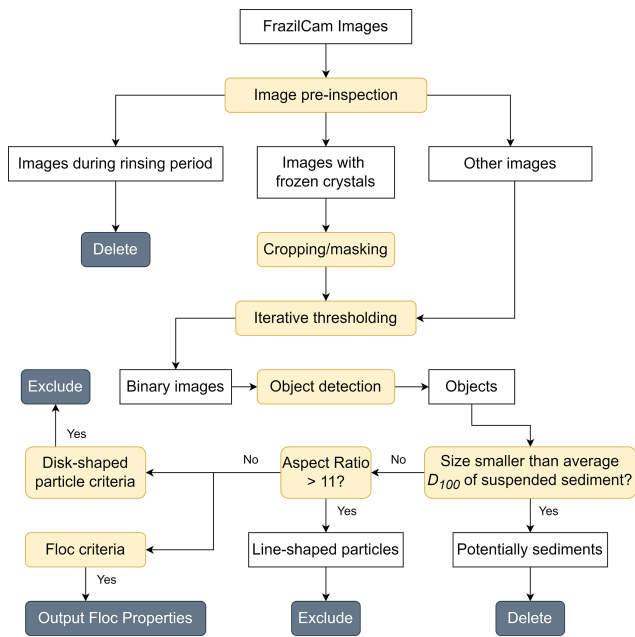 FrazilCam Images
Image pre-inspection
Images during rinsing period
Images with
frozen crystals
Other images
Delete
Cropping/masking
Iterative thresholding
Exclude
Binary images
Object detection
Objects
Yes
Disk-shaped
particle criteria
No
Aspect Ratio
> 11?
No
Size smaller than average
D100 of suspended sediment?
Yes
Yes
Floc criteria
Line-shaped particles
Potentially sediments
Yes
Output Floc Properties
Exclude
Delete